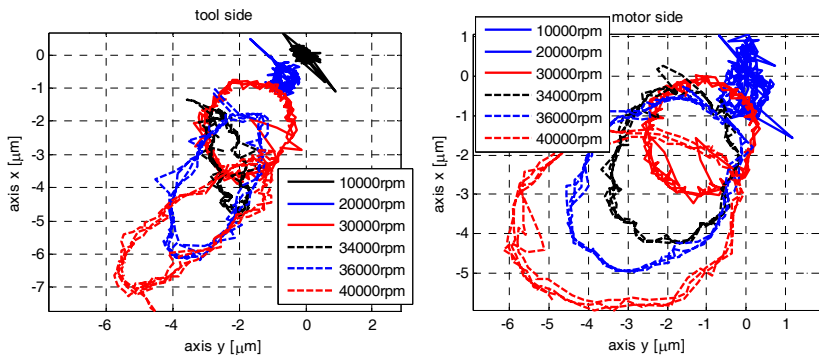 tool side
0
-1
-2
-3
-4
-5
-6
-7
axis x [μm]
-6
-4
-2
0
2
axis y [μm]
10000rpm
20000rpm
30000rpm
34000rpm
36000rpm
40000rpm
motor side
1
0
-1
-2
-3
-4
-5
axis x [μm]
-6
-5
-4
-3
-2
-1
0
1
axis y [μm]
10000rpm
20000rpm
30000rpm
34000rpm
36000rpm
40000rpm